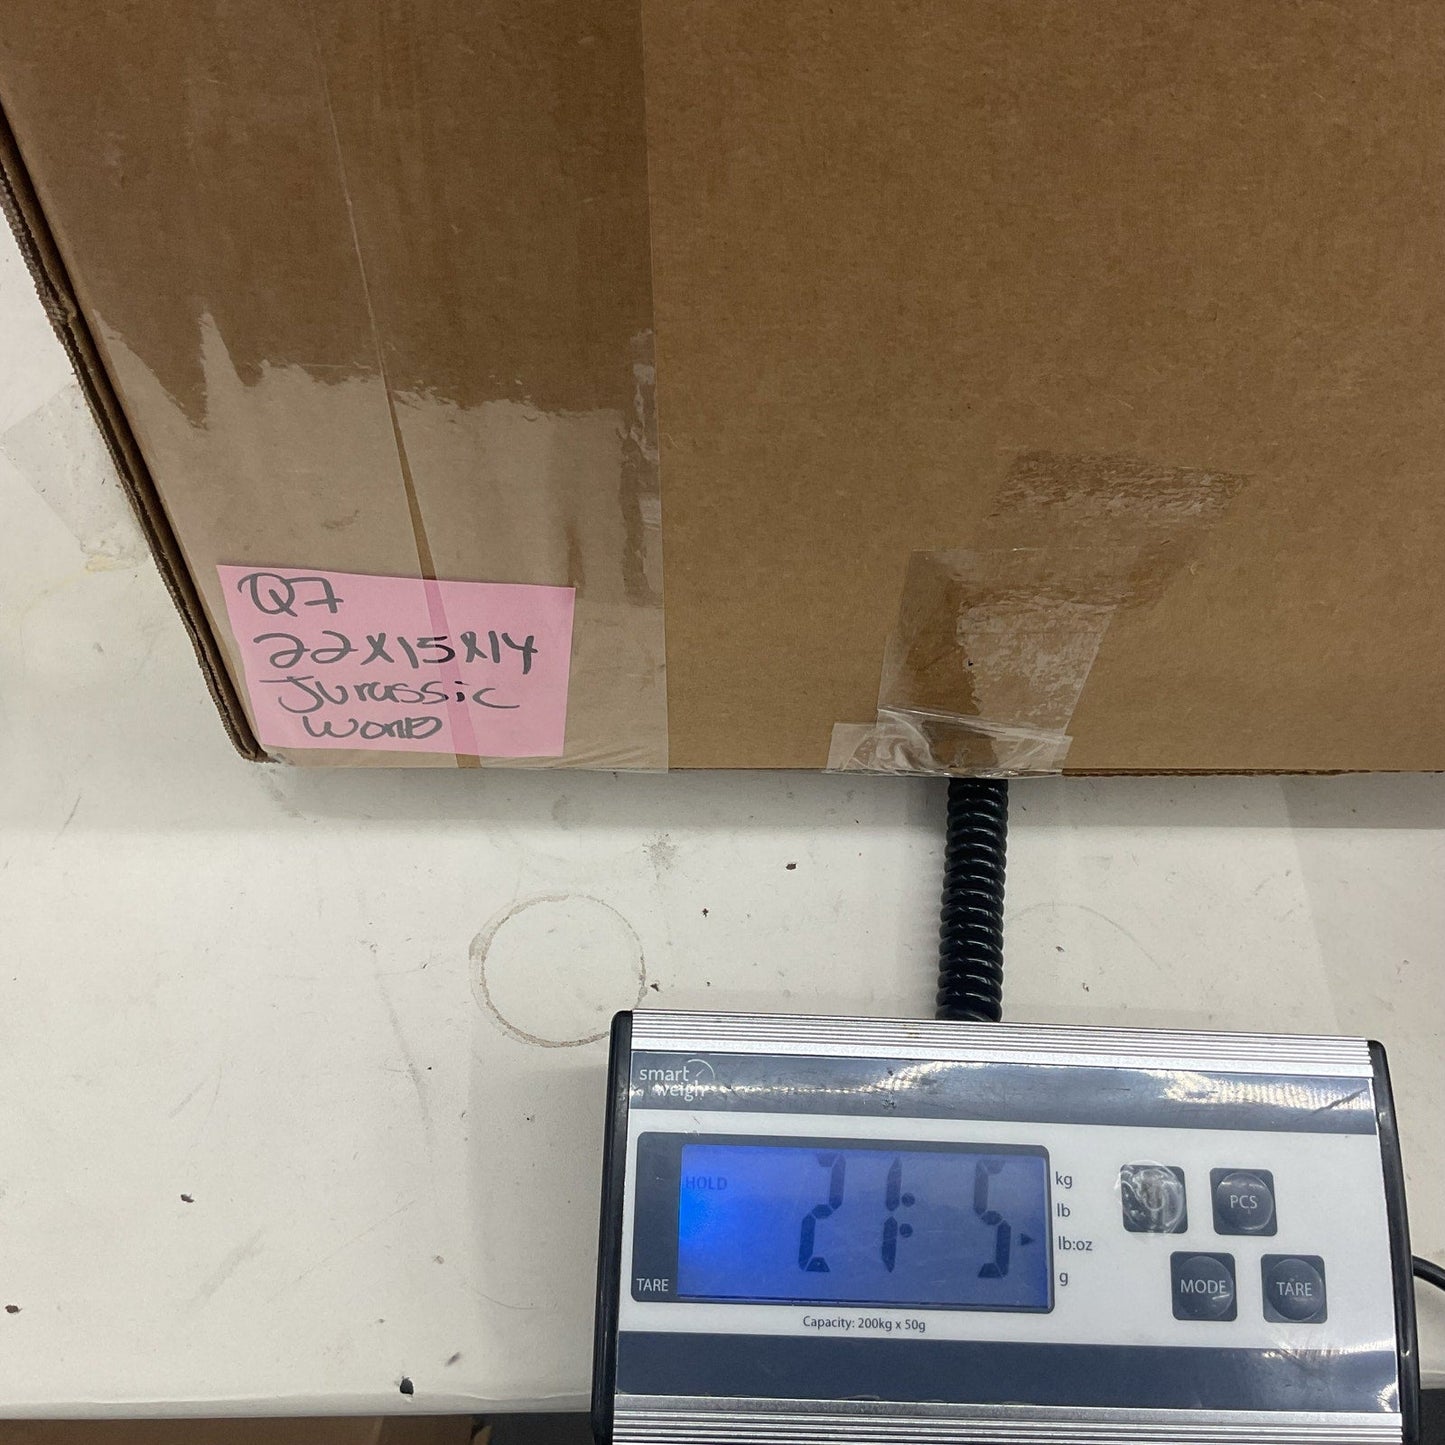 Q7
22x15x14
Jurassic
World
smart
weigh
HOLD
21: 5
TARE
kg
lb
lb:oz
g
PCS
MODE
TARE
Capacity: 200kg x 50g